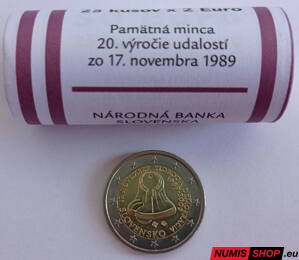 25 kusov x 2 Euro
Pamätná minca
20. výročie udalostí
zo 17. novembra 1989
NÁRODNÁ BANKA
SLOVENSKA
SLOVENSKO
NUMIS SHOP.eu